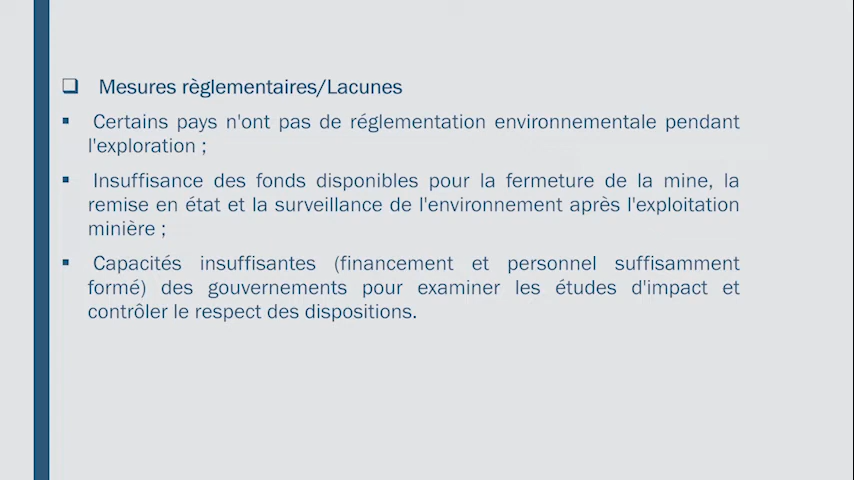 Mesures règlementaires/Lacunes
Certains pays n'ont pas de réglementation environnementale pendant
l'exploration ;
Insuffisance des fonds disponibles pour la fermeture de la mine, la
remise en état et la surveillance de l'environnement après l'exploitation
minière ;
Capacités insuffisantes (financement et personnel suffisamment
formé) des gouvernements pour examiner les études d'impact et
contrôler le respect des dispositions.